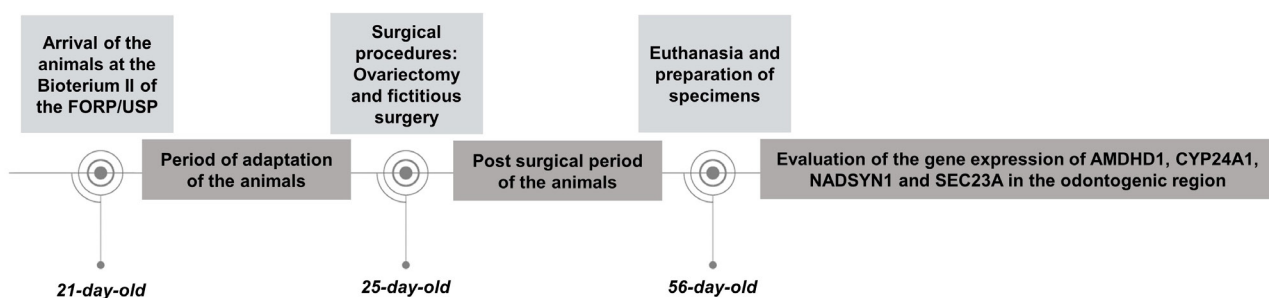 Arrival of the
animals at the
Bioterium II of
the FORP/USP
Surgical
procedures:
Ovariectomy
and fictitious
surgery
Euthanasia and
preparation of
specimens
Period of adaptation
of the animals
Post surgical period
of the animals
Evaluation of the gene expression of AMDHD1, CYP24A1,
NADSYN1 and SEC23A in the odontogenic region
21-day-old
25-day-old
56-day-old